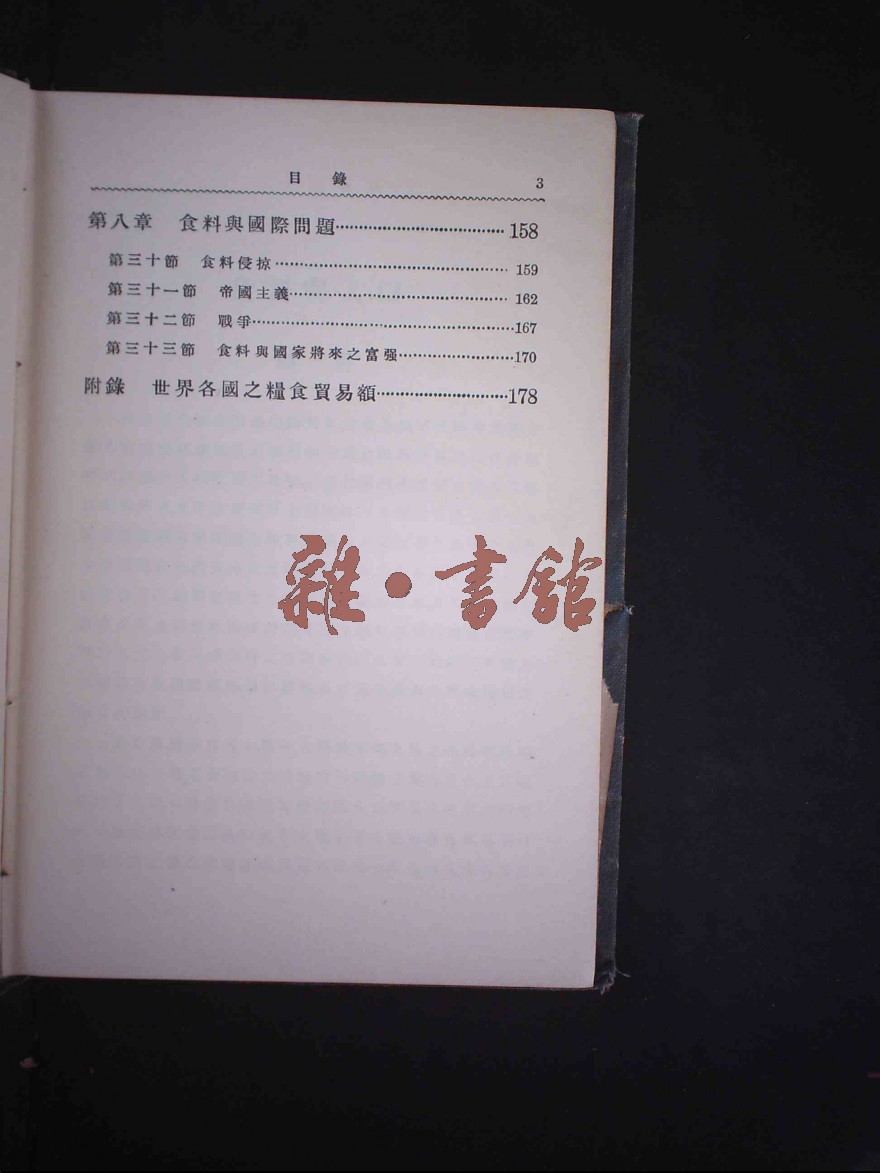 目錄 3
第八章 食料與國際問題……………………………158
第三十節 食料侵掠……………………………159
第三十一節 帝國主義……………………………162
第三十二節 戰爭……………………………167
第三十三節 食料與國家將來之富强……………………………170
附錄 世界各國之糧食貿易額……………………………178
雜·書館